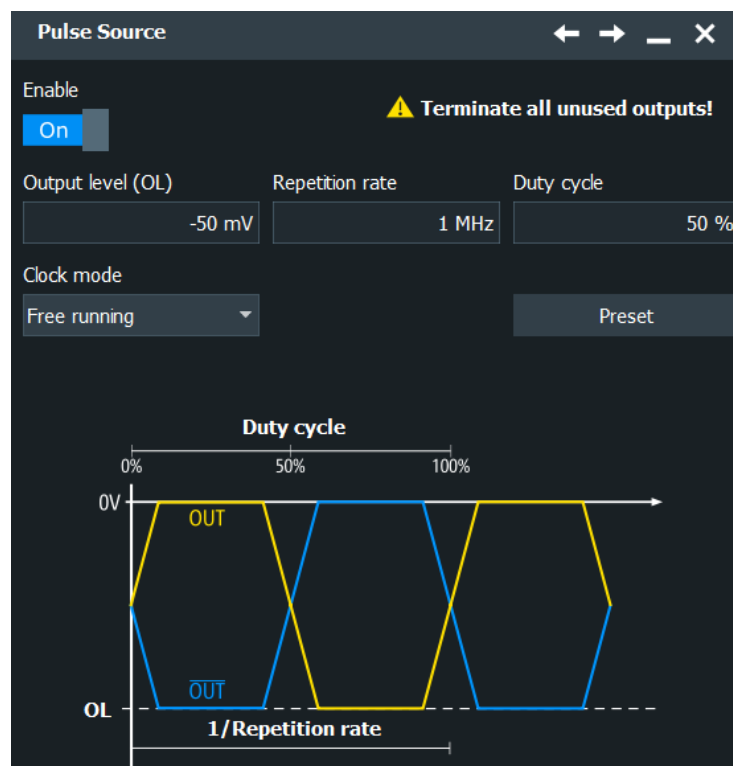 Pulse Source
Enable
On
Terminate all unused outputs!
Output level (OL)
Repetition rate
Duty cycle
-50 mV
1 MHz
50 %
Clock mode
Free running
Preset
Duty cycle
0%
50%
100%
0V
OUT
OUT
OL
1/Repetition rate